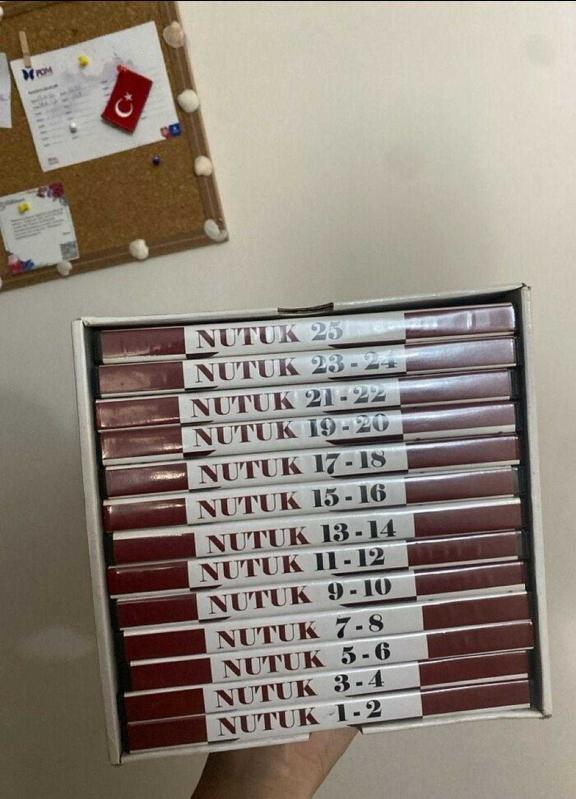 POM
NUTUK 25
NUTUK 23-24
NUTUK 21-22
NUTUK 19-20
NUTUK 17-18
NUTUK 15-16
NUTUK 13-14
NUTUK 11-12
NUTUK 9-10
NUTUK 7-8
NUTUK 5-6
NUTUK 3-4
NUTUK 1-2